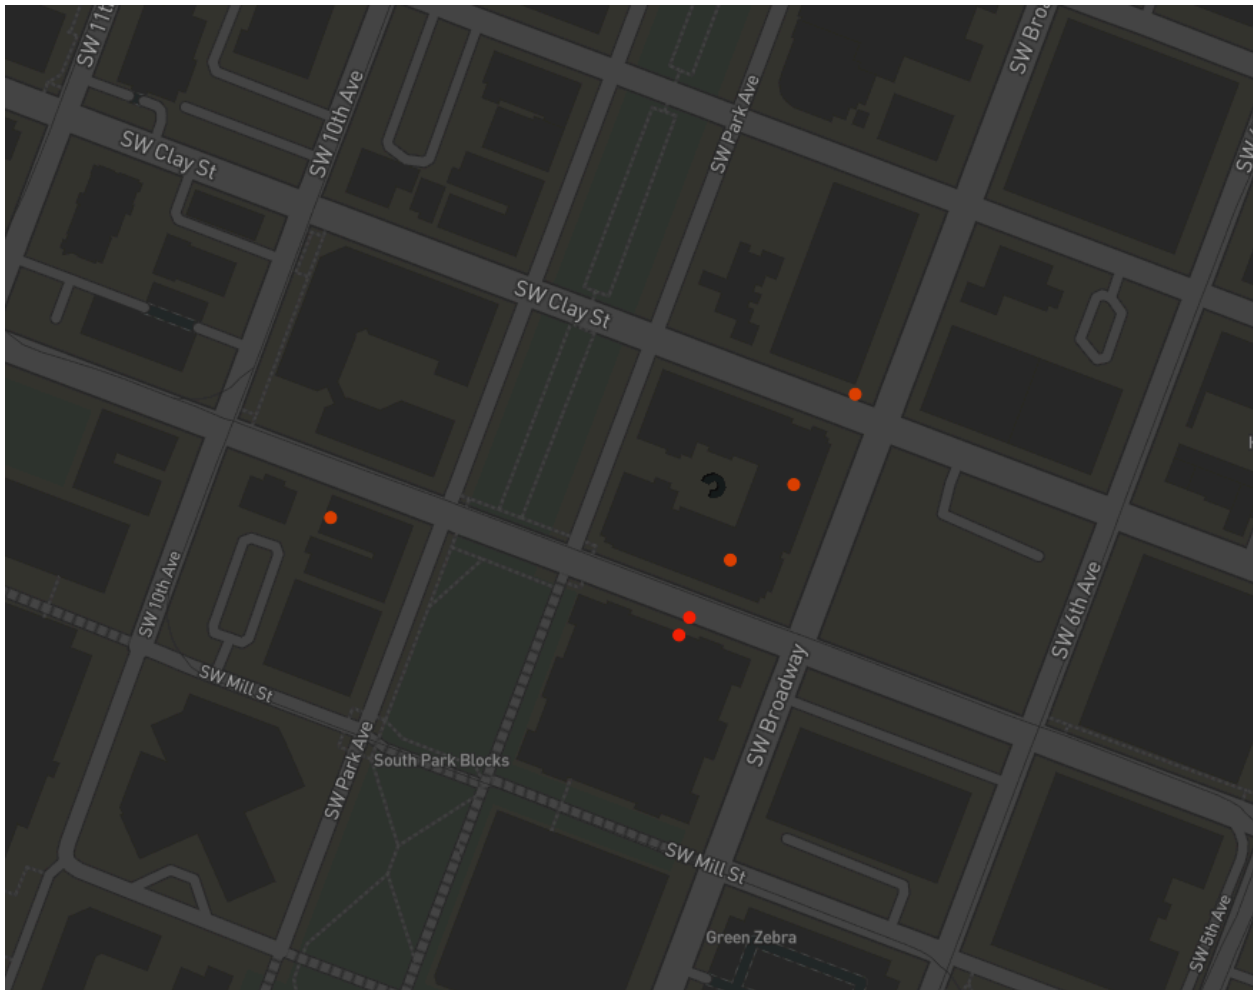 SW 11th
SW Bro
SW 10th Ave
SW Park Ave
SW Clay St
SW
SW Clay St
SW 10th Ave
SW 6th Ave
SW Mill St
SW Broadway
SW Park Ave
South Park Blocks
SW Mill St
SW 5th Ave
Green Zebra